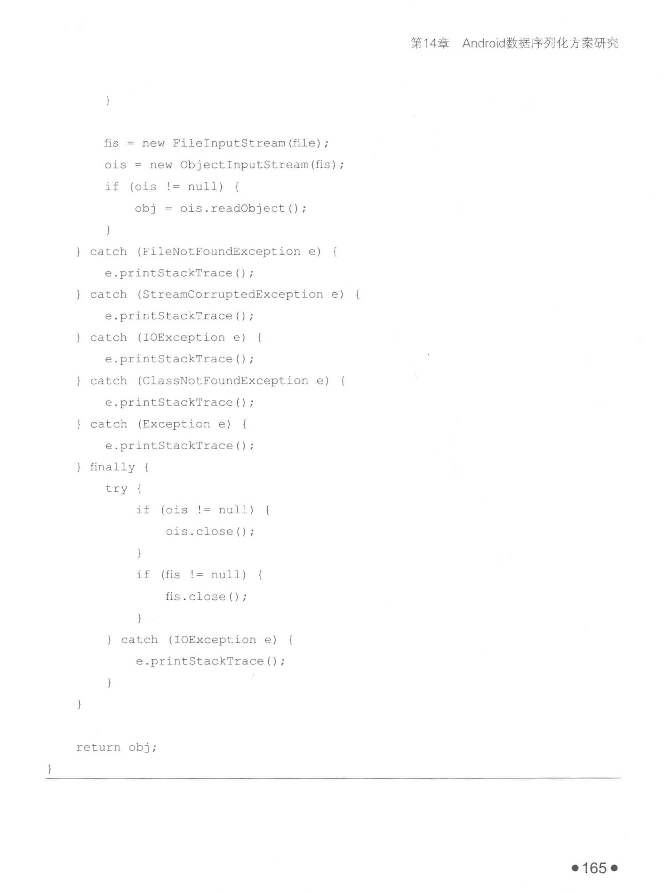 第14章 Android数据序列化方案研究
}
fis = new FileInputStream(file);
ois = new ObjectInputStream(fis);
if (ois != null) {
obj = ois.readObject();
}
} catch (FileNotFoundException e) {
e.printStackTrace();
} catch (StreamCorruptedException e) {
e.printStackTrace();
} catch (IOException e) {
e.printStackTrace();
} catch (ClassNotFoundException e) {
e.printStackTrace();
} catch (Exception e) {
e.printStackTrace();
} finally {
try {
if (ois != null) {
ois.close();
}
if (fis != null) {
fis.close();
}
} catch (IOException e) {
e.printStackTrace();
}
}
return obj;
}
●165●